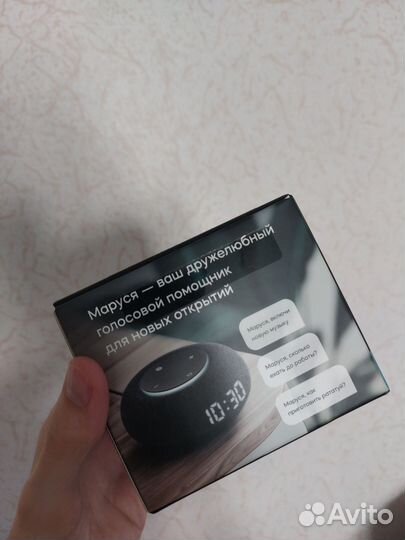 Маруся — ваш дружелюбный
голосовой помощник
для новых открытий
Маруся, включи
новую музыку
Маруся, сколько
ехать до работы?
Маруся, как
приготовить рататуй?
10:30
Avito